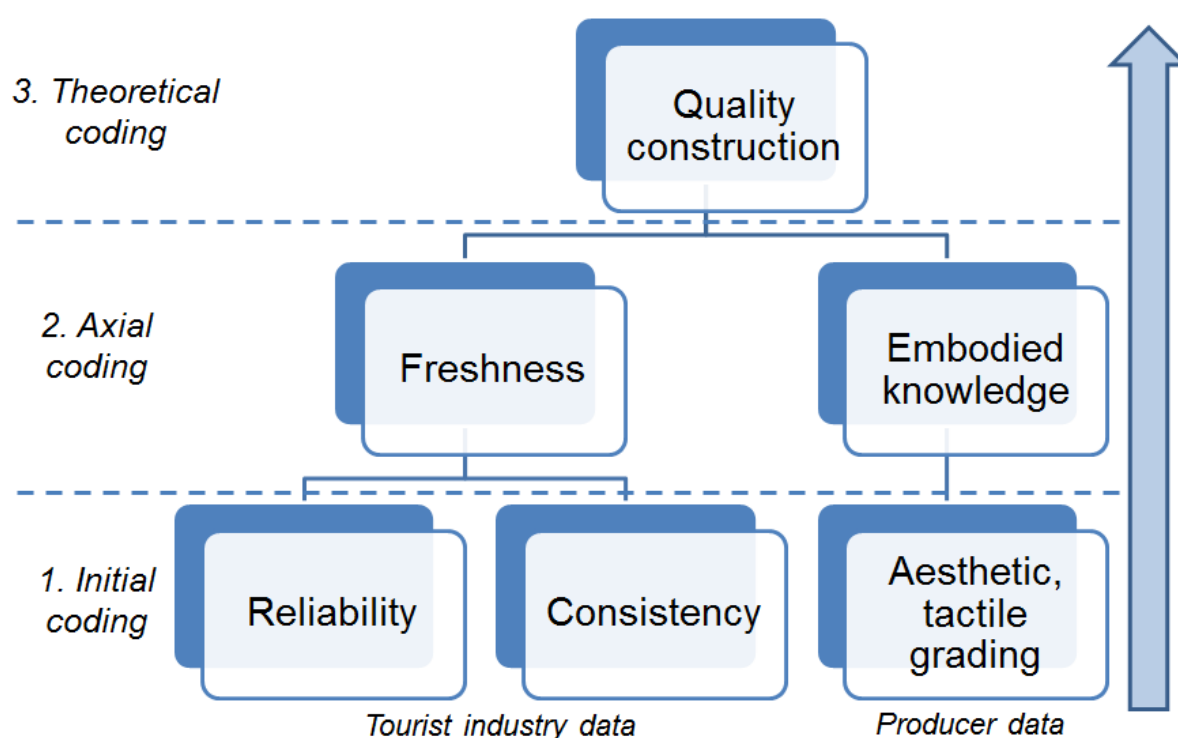 3. Theoretical
coding
Quality
construction
2. Axial
coding
Freshness
Embodied
knowledge
1. Initial
coding
Reliability
Consistency
Aesthetic,
tactile
grading
Tourist industry data
Producer data